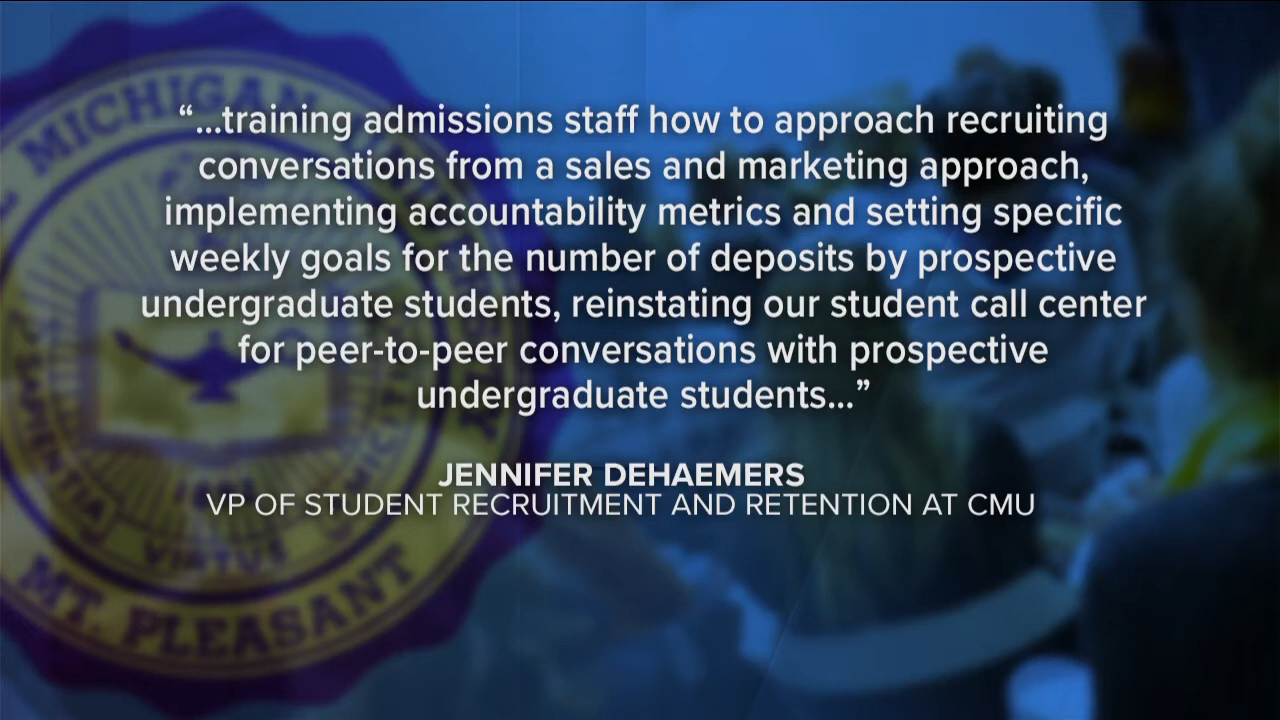 “...training admissions staff how to approach recruiting
conversations from a sales and marketing approach,
implementing accountability metrics and setting specific
weekly goals for the number of deposits by prospective
undergraduate students, reinstating our student call center
for peer-to-peer conversations with prospective
undergraduate students...”
JENNIFER DEHAEMERS
VP OF STUDENT RECRUITMENT AND RETENTION AT CMU
MICHIGAN
VIRTUS
MT. PLEASANT